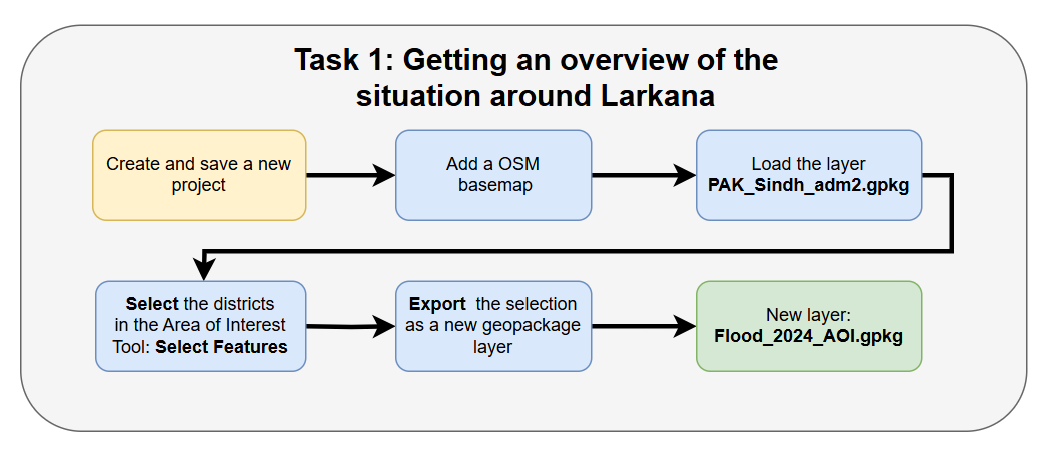 Task 1: Getting an overview of the
situation around Larkana
Create and save a new
project
Add a OSM
basemap
Load the layer
PAK_Sindh_adm2.gpkg
Select the districts
in the Area of Interest
Tool: Select Features
Export the selection
as a new geopackage
layer
New layer:
Flood_2024_AOI.gpkg